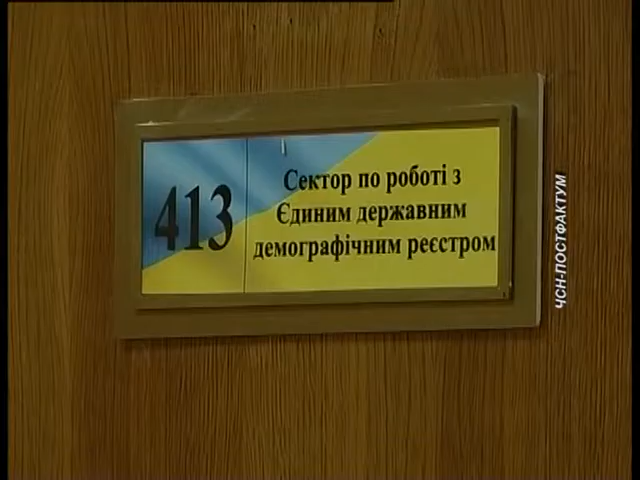 413
Сектор по роботі з
Єдиним державним
демографічним реєстром
ЧСН-ПОСТФАКТУМ